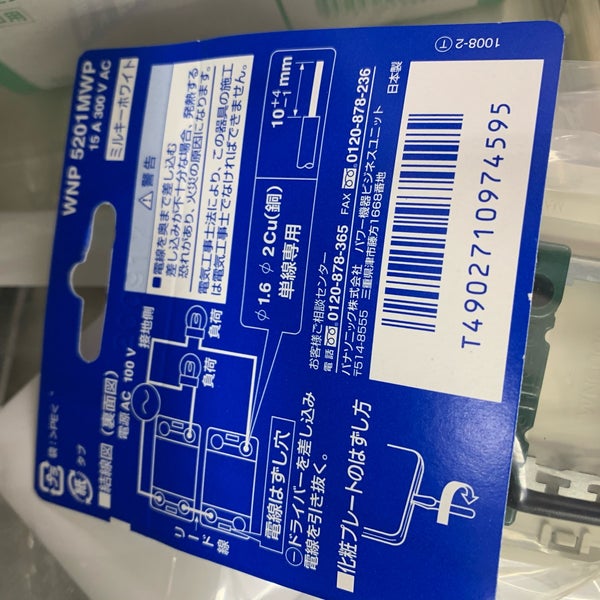 1008-2 Ⓣ
WNP 5201MWP
15 A 300 V AC
ミルキーホワイト
⚠警告
■電線を奥まで差し込む
差し込みが不十分な場合、発熱する
恐れがあり、火災の原因になります。
電気工事士法により、この器具の施工
は電気工事士でなければできません。
10 +4 −1 mm
φ1.6 φ2Cu(銅)
単線専用
お客様ご相談センター
電話 0120-878-365 FAX 0120-878-236
パナソニック株式会社 パワー機器ビジネスユニット
〒514-8555 三重県津市藤方1668番地
日本製
T4902710974595
袋:>PE<
紙 タブ
■結線図(裏面図)
電源AC 100 V
接地側
負荷
負荷
リード線
電線はずし穴
⊖ドライバーを差し込み
電線を引き抜く。
■化粧プレートのはずし方